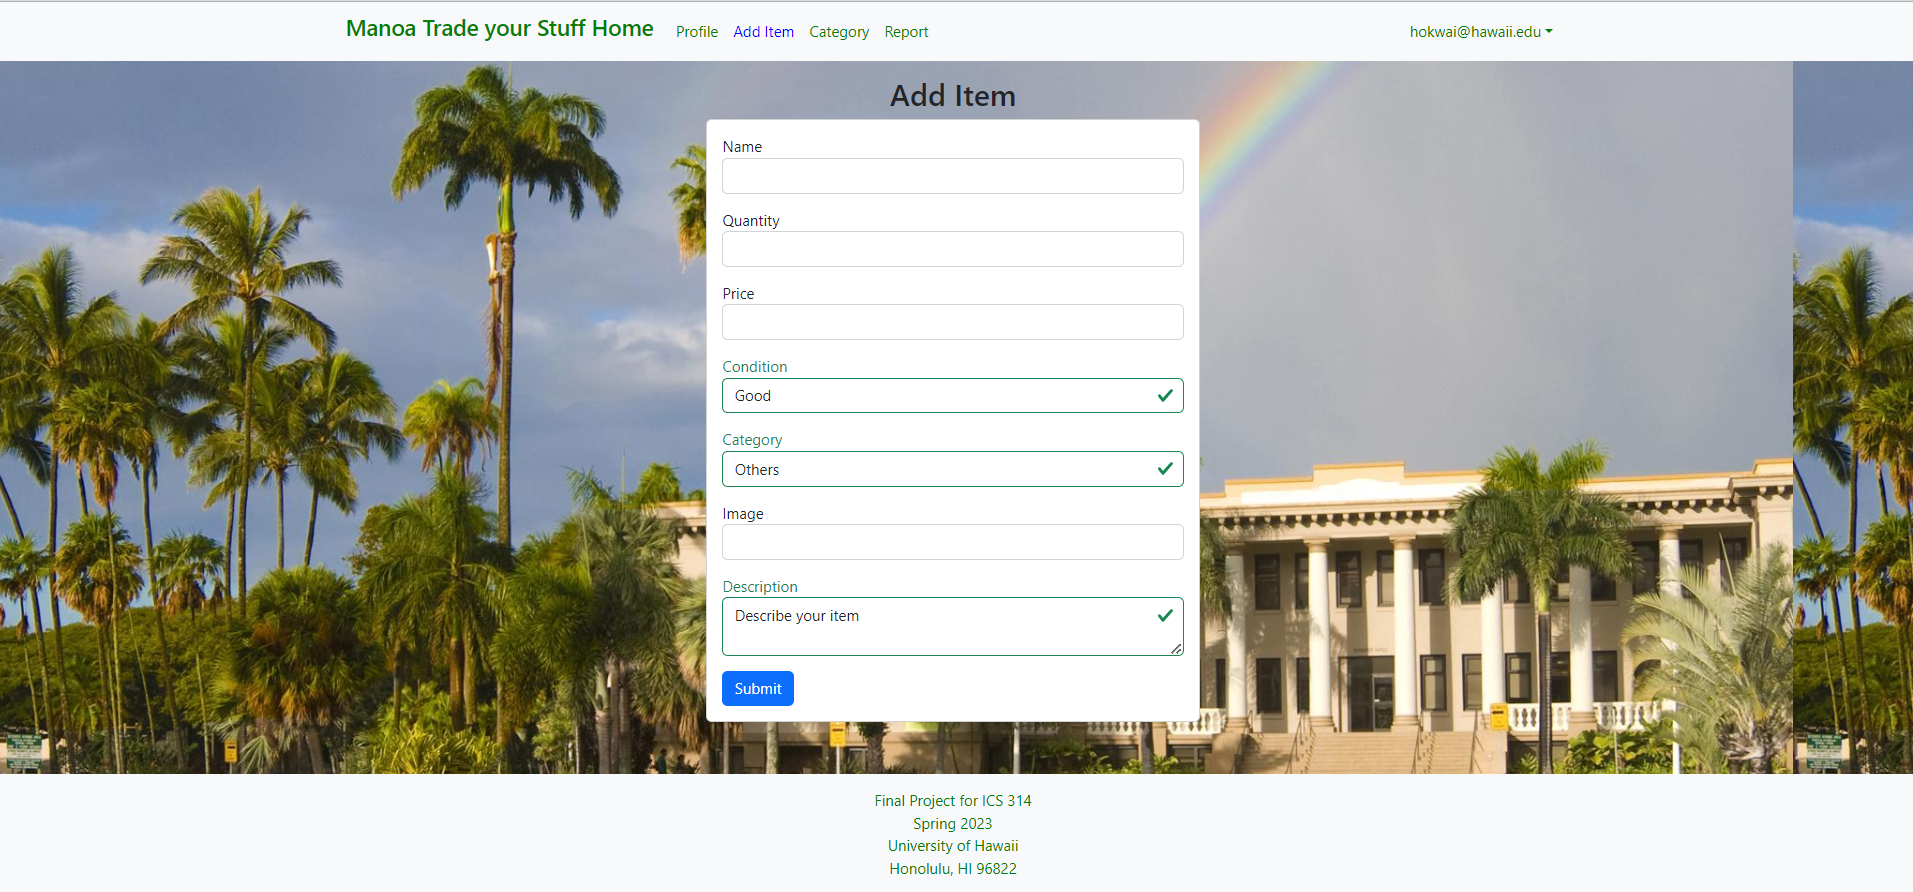 Manoa Trade your Stuff Home Profile Add Item Category Report hokwai@hawaii.edu
Add Item
Name
Quantity
Price
Condition
Good
Category
Others
Image
Description
Describe your item
Submit
Final Project for ICS 314
Spring 2023
University of Hawaii
Honolulu, HI 96822